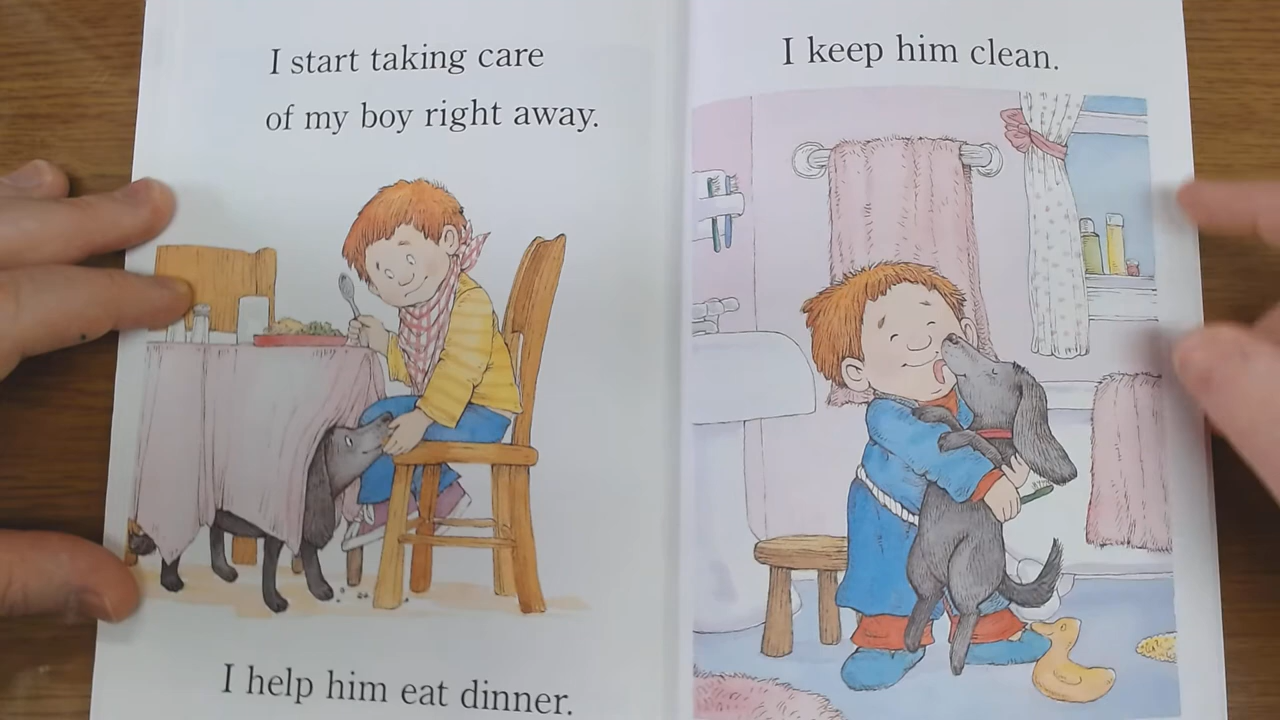 I start taking care
of my boy right away.
I help him eat dinner.
I keep him clean.